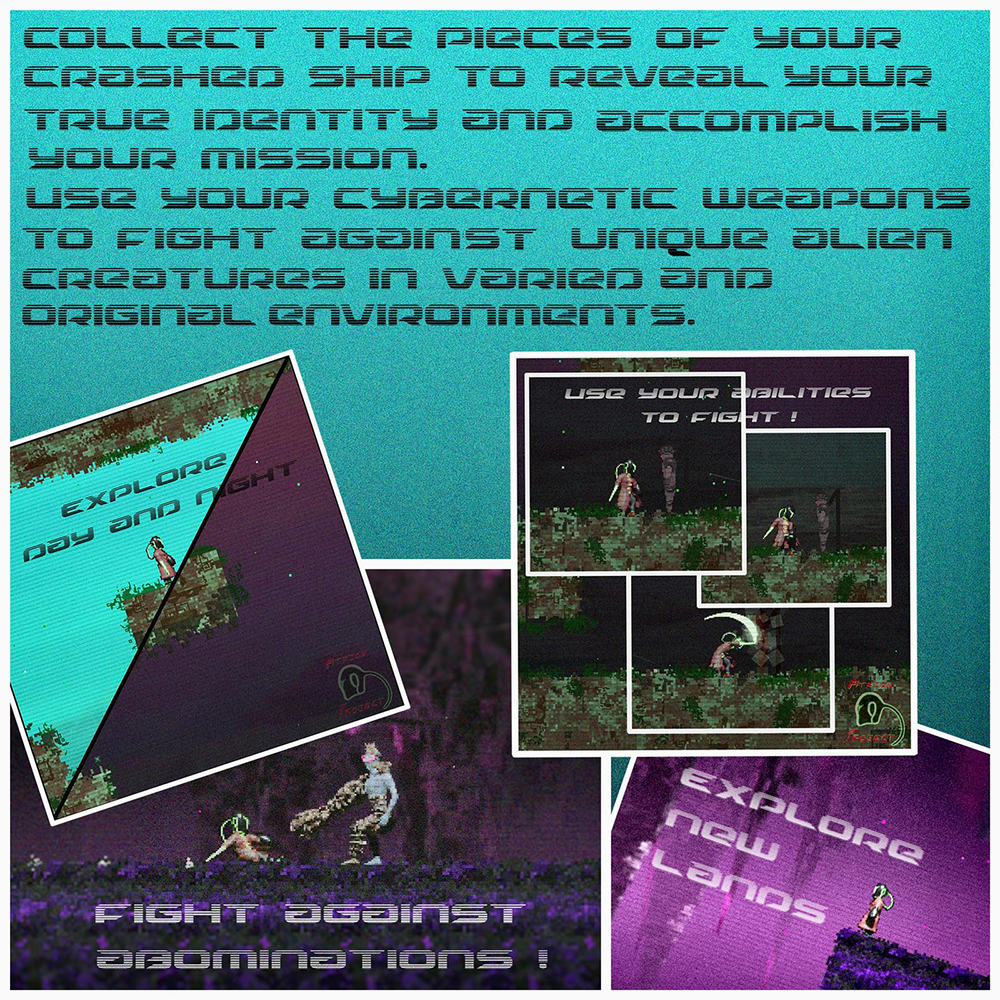 COLLECT THE PIECES OF YOUR
CRASHED SHIP TO REVEAL YOUR
TRUE IDENTITY AND ACCOMPLISH
YOUR MISSION.
USE YOUR CYBERNETIC WEAPONS
TO FIGHT AGAINST UNIQUE ALIEN
CREATURES IN VARIED AND
ORIGINAL ENVIRONMENTS.
EXPLORE
DAY AND NIGHT
PROJECT
USE YOUR ABILITIES
TO FIGHT !
PROJECT
FIGHT AGAINST
ABOMINATIONS !
EXPLORE
NEW
LANDS